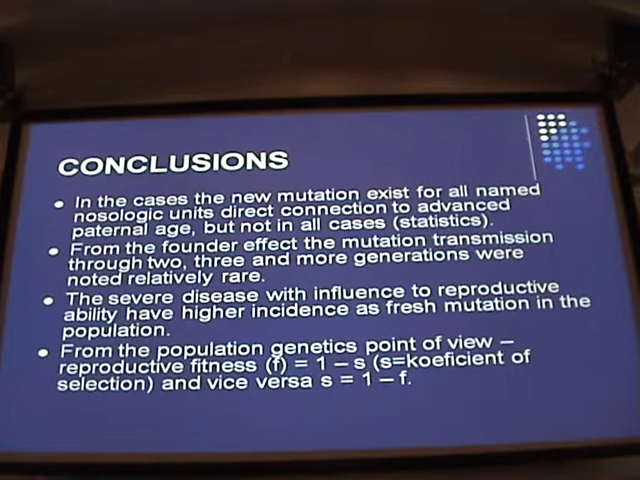 CONCLUSIONS
• In the cases the new mutation exist for all named
nosologic units direct connection to advanced
paternal age, but not in all cases (statistics).
• From the founder effect the mutation transmission
through two, three and more generations were
noted relatively rare.
• The severe disease with influence to reproductive
ability have higher incidence as fresh mutation in the
population.
• From the population genetics point of view –
reproductive fitness (f) = 1 – s (s=koeficient of
selection) and vice versa s = 1 – f.